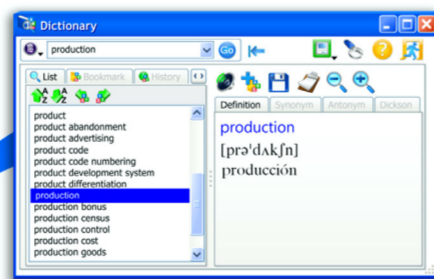 Dictionary
production
GO
List Bookmark History
Definition Synonym Antonym Dickson
product
product abandonment
product advertising
product code
product code numbering
product development system
product differentiation
production
production bonus
production census
production control
production cost
production goods
production
[prə'dʌkʃn]
producción